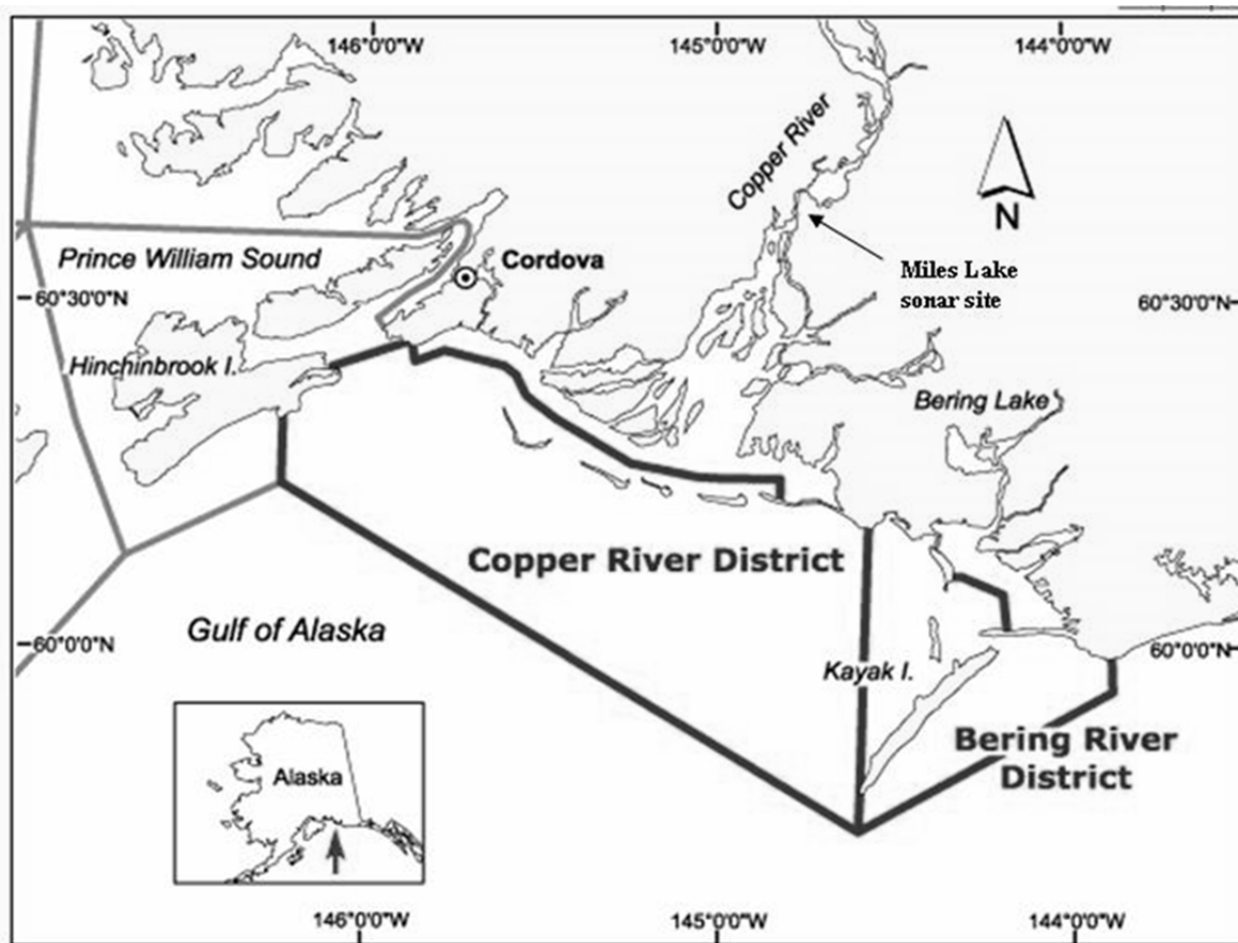 146°0'0"W
145°0'0"W
144°0'0"W
Copper River
N
Prince William Sound
Cordova
Miles Lake
sonar site
60°30'0"N
60°30'0"N
Hinchinbrook I.
Bering Lake
Copper River District
Gulf of Alaska
60°0'0"N
60°0'0"N
Kayak I.
Bering River
District
Alaska
146°0'0"W
145°0'0"W
144°0'0"W